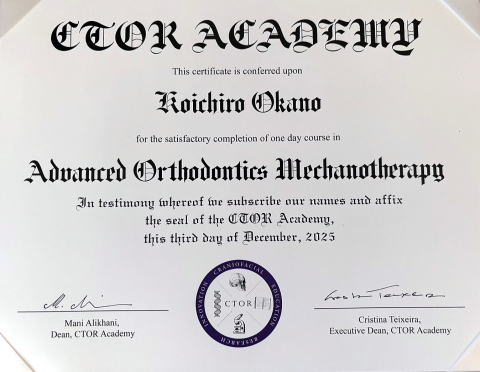 CTOR ACADEMY
This certificate is conferred upon
Koichiro Okano
for the satisfactory completion of one day course in
Advanced Orthodontics Mechanotherapy
In testimony whereof we subscribe our names and affix
the seal of the CTOR Academy,
this third day of December, 2025
INNOVATION CRANIOFACIAL EDUCATION RESEARCH
CTOR
Mani Alikhani,
Dean, CTOR Academy
Cristina Teixeira,
Executive Dean, CTOR Academy